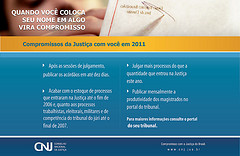 QUANDO VOCÊ COLOCA
SEU NOME EM ALGO
VIRA COMPROMISSO
Compromissos da Justiça com você em 2011
Após as sessões de julgamento,
publicar os acórdãos em até dez dias.
Acabar com o estoque de processos
que entraram na Justiça até o fim de
2006 e, quanto aos processos
trabalhistas, eleitorais, militares e de
competência do tribunal do júri até o
final de 2007.
Julgar mais processos do que a
quantidade que entrou na Justiça
este ano.
Publicar mensalmente a
produtividade dos magistrados no
portal do tribunal.
Para maiores informações consulte o portal
do seu tribunal.
CNJ CONSELHO
NACIONAL
DE JUSTIÇA
Compromisso com a Justiça do Brasil
www.cnj.jus.br